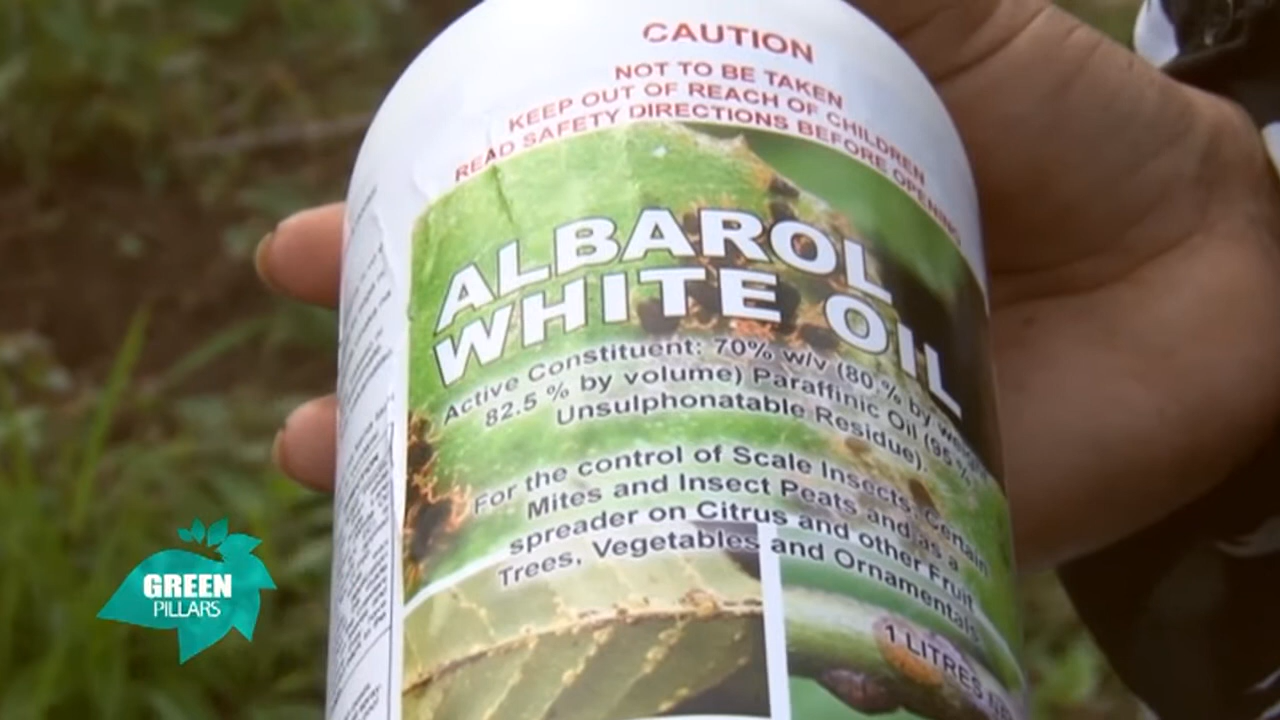 CAUTION
NOT TO BE TAKEN
KEEP OUT OF REACH OF CHILDREN
READ SAFETY DIRECTIONS BEFORE OPENING
ALBAROL
WHITE OIL
Active Constituent: 70% w/v (80 % by weight
82.5 % by volume) Paraffinic Oil (95 %
Unsulphonatable Residue).
For the control of Scale Insects, Certain
Mites and Insect Peats and as a
spreader on Citrus and other Fruit
Trees, Vegetables and Ornamentals
1 LITRES
GREEN
PILLARS